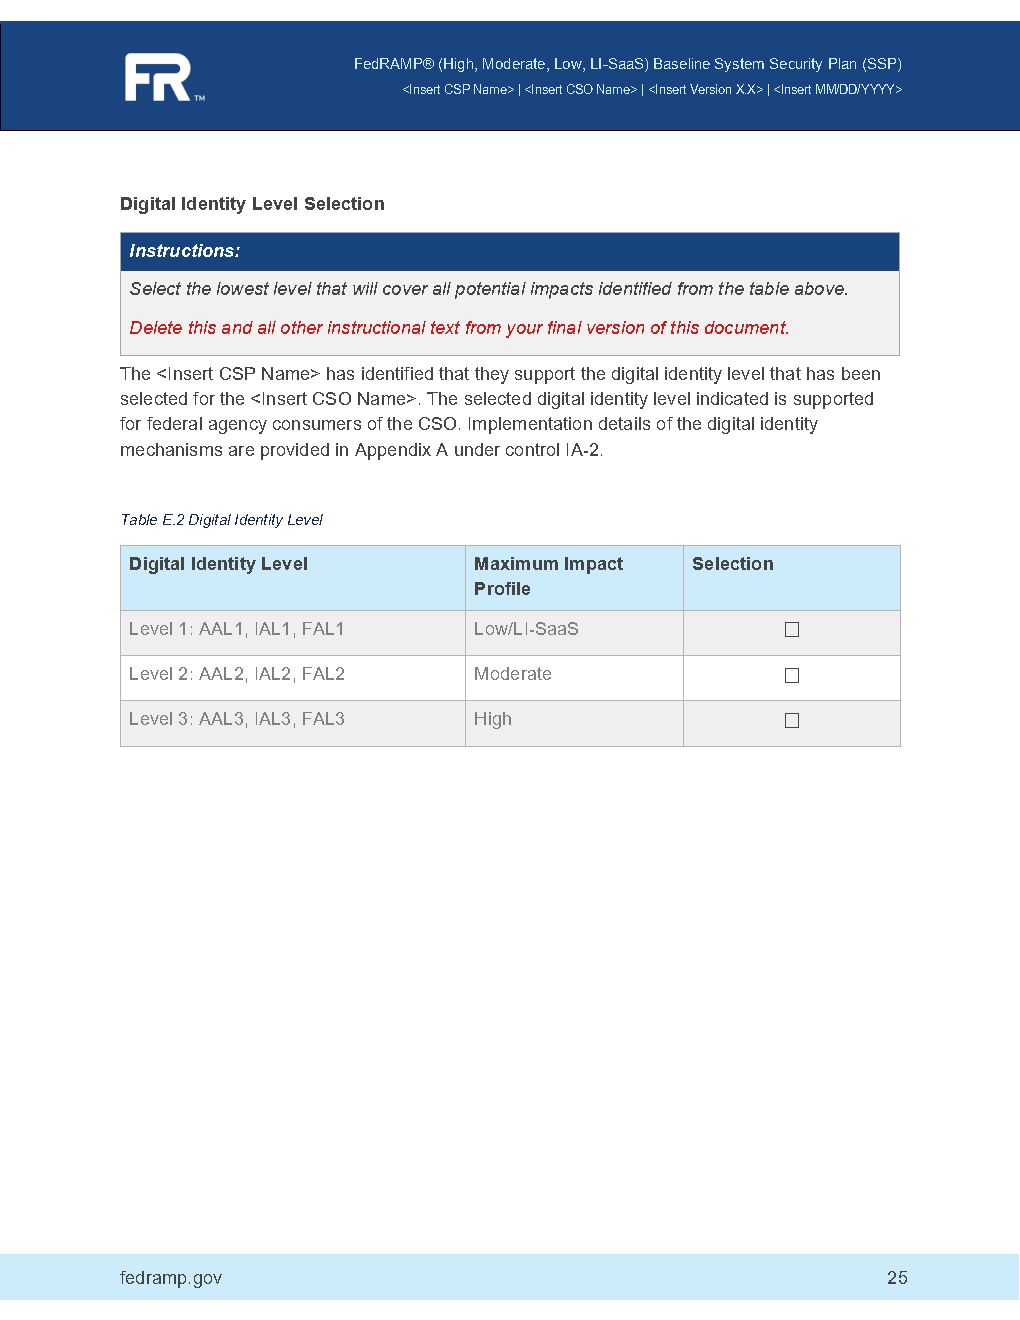 FR™
FedRAMP® (High, Moderate, Low, LI-SaaS) Baseline System Security Plan (SSP)
<Insert CSP Name> | <Insert CSO Name> | <Insert Version X.X> | <Insert MM/DD/YYYY>
Digital Identity Level Selection
Instructions:
Select the lowest level that will cover all potential impacts identified from the table above.
Delete this and all other instructional text from your final version of this document.
The <Insert CSP Name> has identified that they support the digital identity level that has been
selected for the <Insert CSO Name>. The selected digital identity level indicated is supported
for federal agency consumers of the CSO. Implementation details of the digital identity
mechanisms are provided in Appendix A under control IA-2.
Table E.2 Digital Identity Level
Digital Identity Level Maximum Impact Selection
Profile
Level 1: AAL1, IAL1, FAL1 Low/LI-SaaS ☐
Level 2: AAL2, IAL2, FAL2 Moderate ☐
Level 3: AAL3, IAL3, FAL3 High ☐
fedramp.gov 25